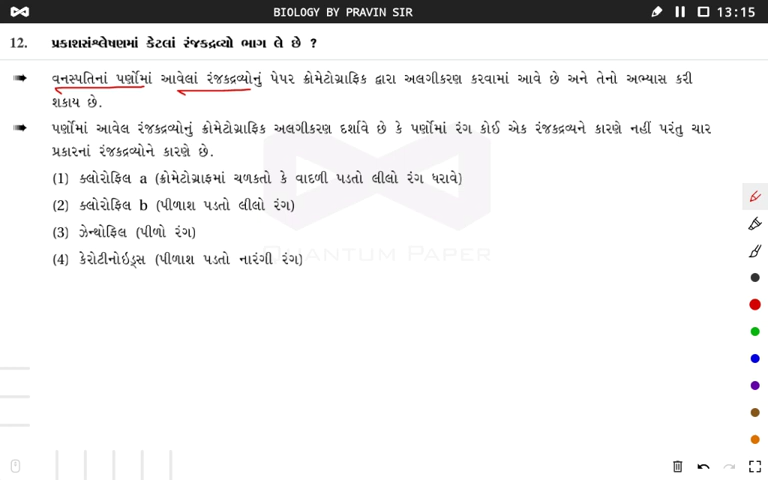 BIOLOGY BY PRAVIN SIR
13:15
12. પ્રકાશસંશ્લેષણમાં કેટલાં રંજકદ્રવ્યો ભાગ લે છે ?
વનસ્પતિનાં પર્ણોમાં આવેલાં રંજકદ્રવ્યોનું પેપર ક્રોમેટોગ્રાફિક દ્વારા અલગીકરણ કરવામાં આવે છે અને તેનો અભ્યાસ કરી
શકાય છે.
પર્ણોમાં આવેલ રંજકદ્રવ્યોનું ક્રોમેટોગ્રાફિક અલગીકરણ દર્શાવે છે કે પર્ણોમાં રંગ કોઈ એક રંજકદ્રવ્યને કારણે નહીં પરંતુ ચાર
પ્રકારનાં રંજકદ્રવ્યોને કારણે છે.
(1) ક્લોરોફિલ a (ક્રોમેટોગ્રાફમાં ચળકતો કે વાદળી પડતો લીલો રંગ ધરાવે)
(2) ક્લોરોફિલ b (પીળાશ પડતો લીલો રંગ)
(3) ઝેન્થોફિલ (પીળો રંગ)
QUANTUM PAPER
(4) કેરોટીનોઇડ્સ (પીળાશ પડતો નારંગી રંગ)